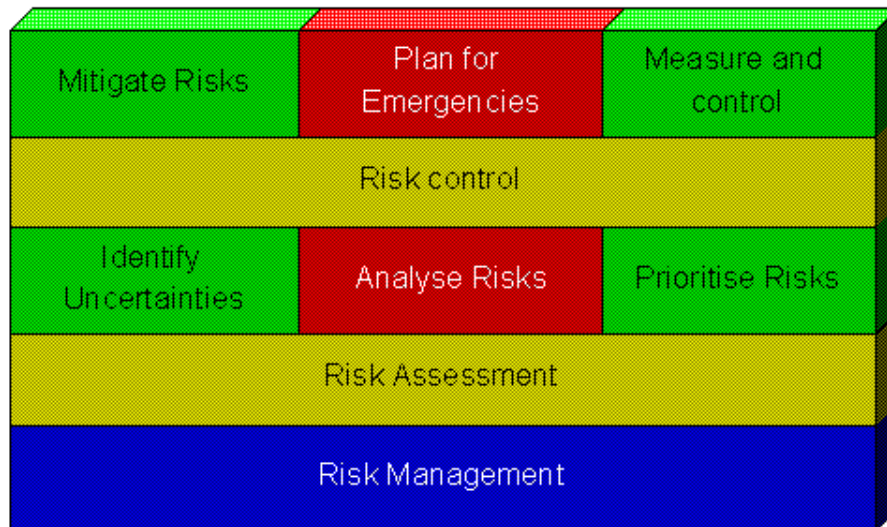 Mitigate Risks
Plan for
Emergencies
Measure and
control
Risk control
Identify
Uncertainties
Analyse Risks
Prioritise Risks
Risk Assessment
Risk Management